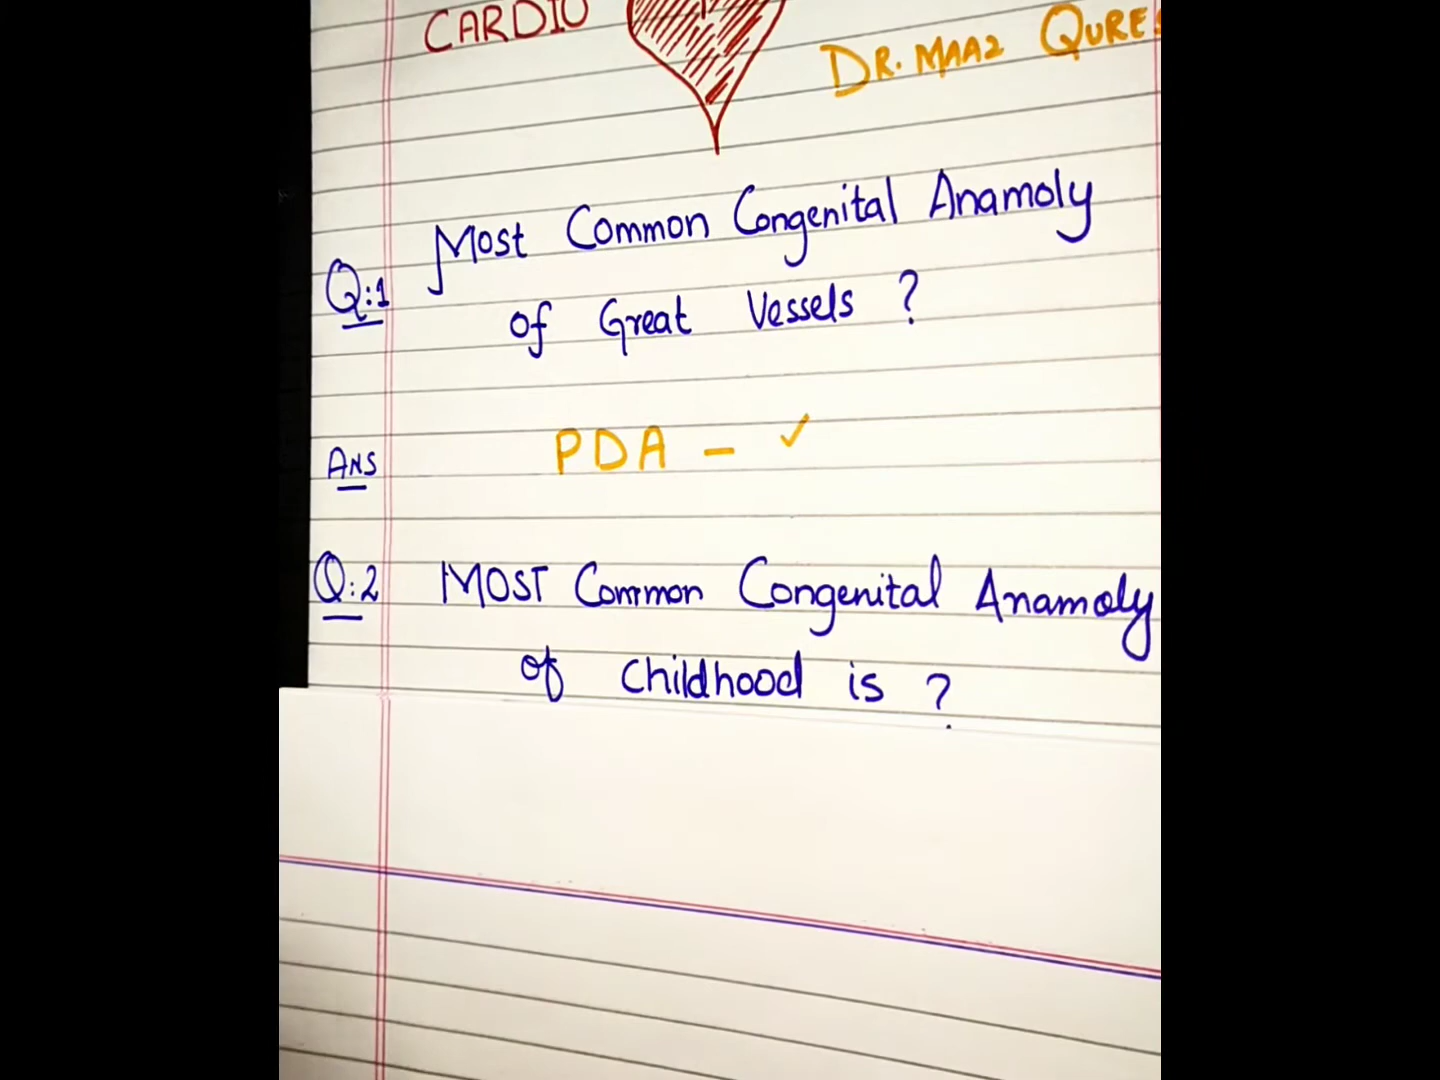 CARDIO
DR. MAAZ
Q:1 Most Common Congenital Anamoly
of Great Vessels ?
ANS PDA - ✓
Q:2 MOST Common Congenital Anamoly
of Childhood is ?